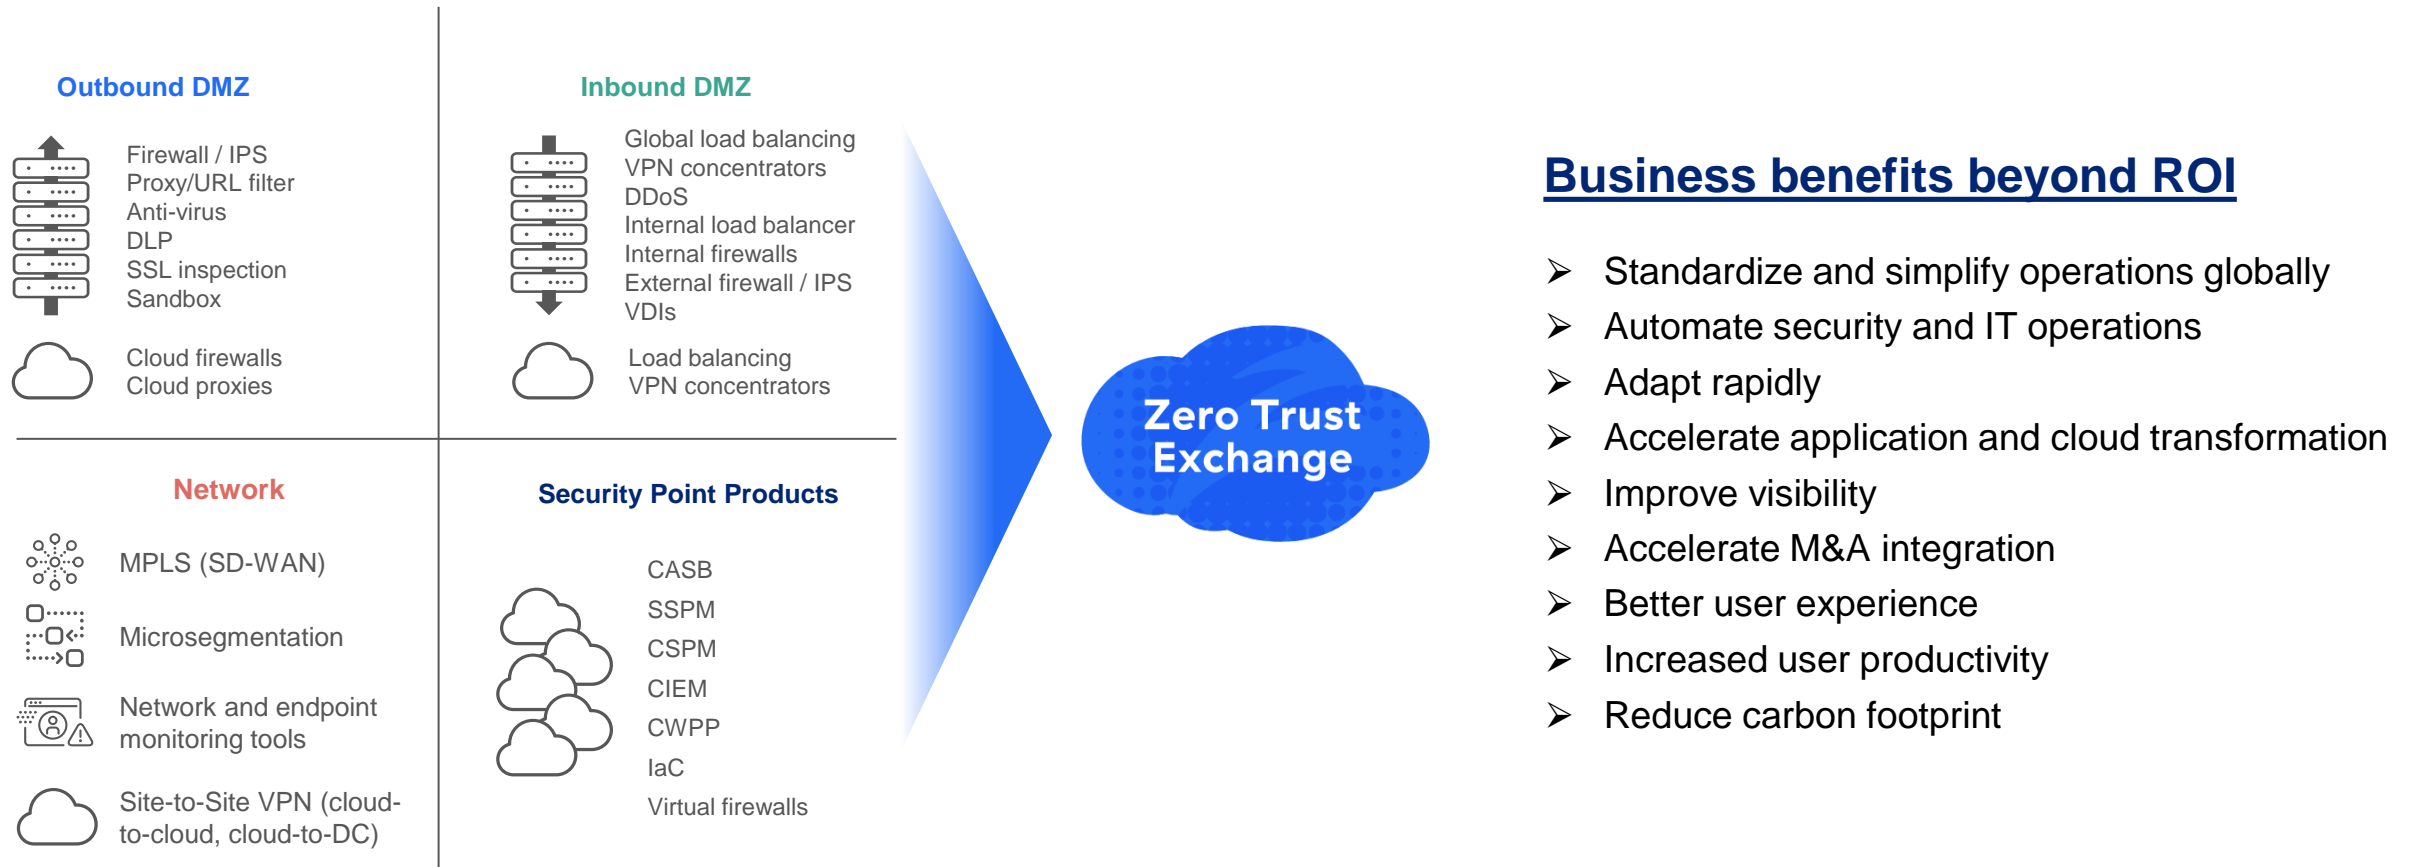 Outbound DMZ
Firewall / IPS
Proxy/URL filter
Anti-virus
DLP
SSL inspection
Sandbox
Cloud firewalls
Cloud proxies
Inbound DMZ
Global load balancing
VPN concentrators
DDoS
Internal load balancer
Internal firewalls
External firewall / IPS
VDIs
Load balancing
VPN concentrators
Network
MPLS (SD-WAN)
Microsegmentation
Network and endpoint
monitoring tools
Site-to-Site VPN (cloud-
to-cloud, cloud-to-DC)
Security Point Products
CASB
SSPM
CSPM
CIEM
CWPP
IaC
Virtual firewalls
Zero Trust
Exchange
Business benefits beyond ROI
Standardize and simplify operations globally
Automate security and IT operations
Adapt rapidly
Accelerate application and cloud transformation
Improve visibility
Accelerate M&A integration
Better user experience
Increased user productivity
Reduce carbon footprint